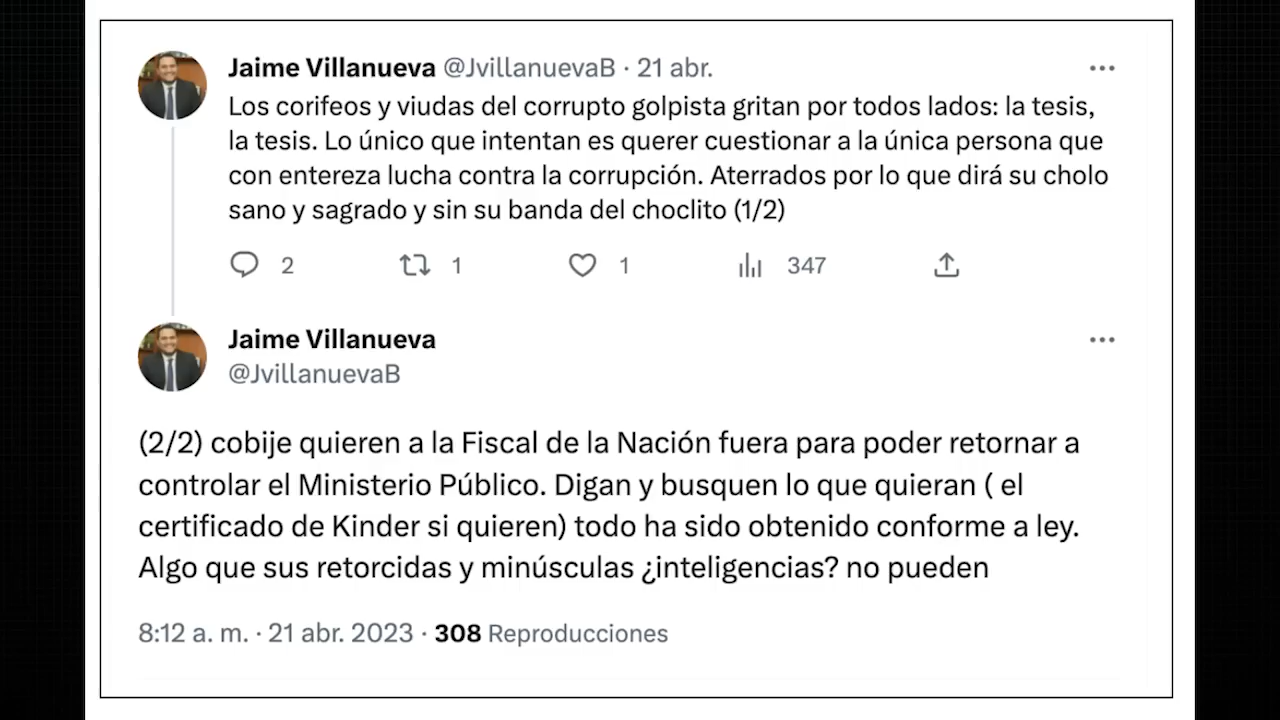 Jaime Villanueva @JvillanuevaB · 21 abr.
Los corifeos y viudas del corrupto golpista gritan por todos lados: la tesis,
la tesis. Lo único que intentan es querer cuestionar a la única persona que
con entereza lucha contra la corrupción. Aterrados por lo que dirá su cholo
sano y sagrado y sin su banda del choclito (1/2)
2 1 1 347
Jaime Villanueva
@JvillanuevaB
(2/2) cobije quieren a la Fiscal de la Nación fuera para poder retornar a
controlar el Ministerio Público. Digan y busquen lo que quieran ( el
certificado de Kinder si quieren) todo ha sido obtenido conforme a ley.
Algo que sus retorcidas y minúsculas ¿inteligencias? no pueden
8:12 a. m. · 21 abr. 2023 · 308 Reproducciones